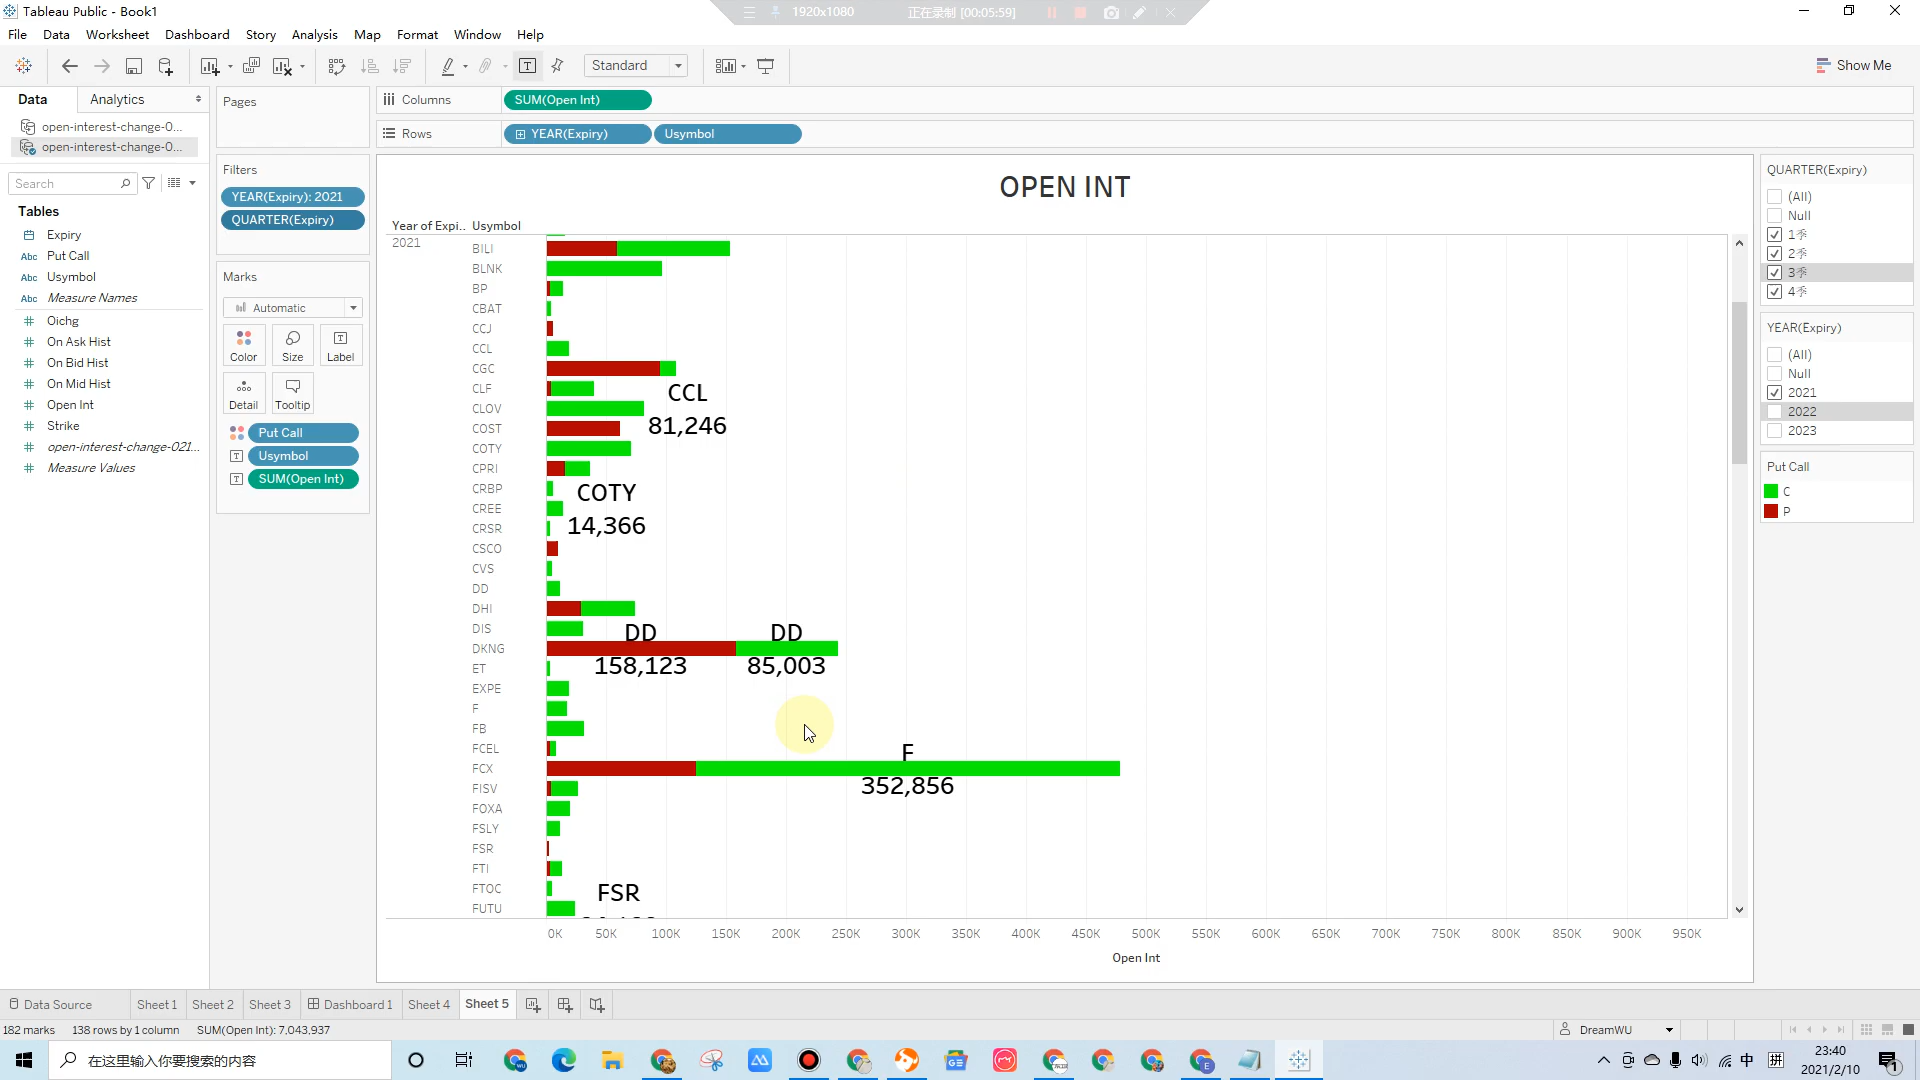 Tableau Public - Book1
1920x1080
正在录制 [00:05:59]
File Data Worksheet Dashboard Story Analysis Map Format Window Help
Standard
Show Me
Data
Analytics
open-interest-change-0...
open-interest-change-0...
Search
Tables
Expiry
Abc Put Call
Abc Usymbol
Abc Measure Names
Oichg
On Ask Hist
On Bid Hist
On Mid Hist
Open Int
Strike
open-interest-change-021...
Measure Values
Pages
Filters
YEAR(Expiry): 2021
QUARTER(Expiry)
Marks
Automatic
Color Size Label
Detail Tooltip
Put Call
Usymbol
SUM(Open Int)
Columns SUM(Open Int)
Rows YEAR(Expiry) Usymbol
OPEN INT
Year of Expi.. Usymbol
2021
BILI
BLNK
BP
CBAT
CCJ
CCL
CGC
CLF
CCL
CLOV
81,246
COST
COTY
CPRI
CRBP
COTY
CREE
14,366
CRSR
CSCO
CVS
DD
DHI
DIS
DD DD
DKNG
158,123 85,003
ET
EXPE
F
FB
FCEL
F
FCX
352,856
FISV
FOXA
FSLY
FSR
FTI
FTOC
FSR
FUTU
0K 50K 100K 150K 200K 250K 300K 350K 400K 450K 500K 550K 600K 650K 700K 750K 800K 850K 900K 950K
Open Int
QUARTER(Expiry)
(All)
Null
1季
2季
3季
4季
YEAR(Expiry)
(All)
Null
2021
2022
2023
Put Call
C
P
Data Source Sheet 1 Sheet 2 Sheet 3 Dashboard 1 Sheet 4 Sheet 5
182 marks 138 rows by 1 column SUM(Open Int): 7,043,937
DreamWU
在这里输入你要搜索的内容
中
拼
23:40
2021/2/10
1